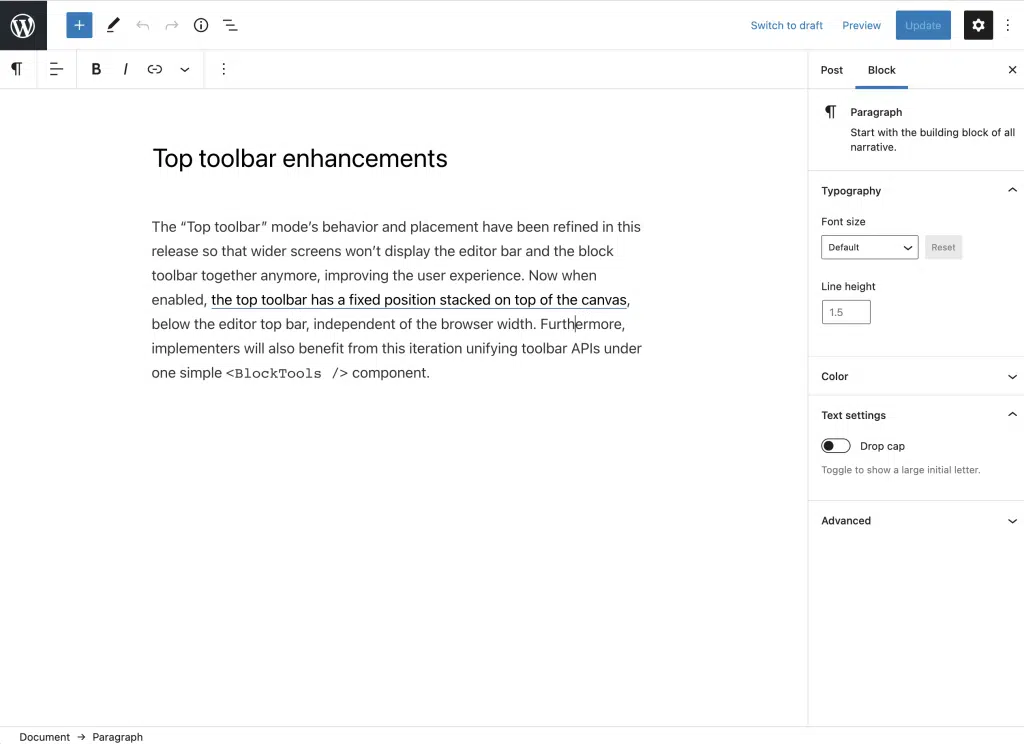 Switch to draft Preview Update
B I
Post Block
Paragraph
Start with the building block of all
narrative.
Top toolbar enhancements
The “Top toolbar” mode’s behavior and placement have been refined in this
release so that wider screens won’t display the editor bar and the block
toolbar together anymore, improving the user experience. Now when
enabled, the top toolbar has a fixed position stacked on top of the canvas,
below the editor top bar, independent of the browser width. Furthermore,
implementers will also benefit from this iteration unifying toolbar APIs under
one simple <BlockTools /> component.
Typography
Font size
Default Reset
Line height
1.5
Color
Text settings
Drop cap
Toggle to show a large initial letter.
Advanced
Document → Paragraph